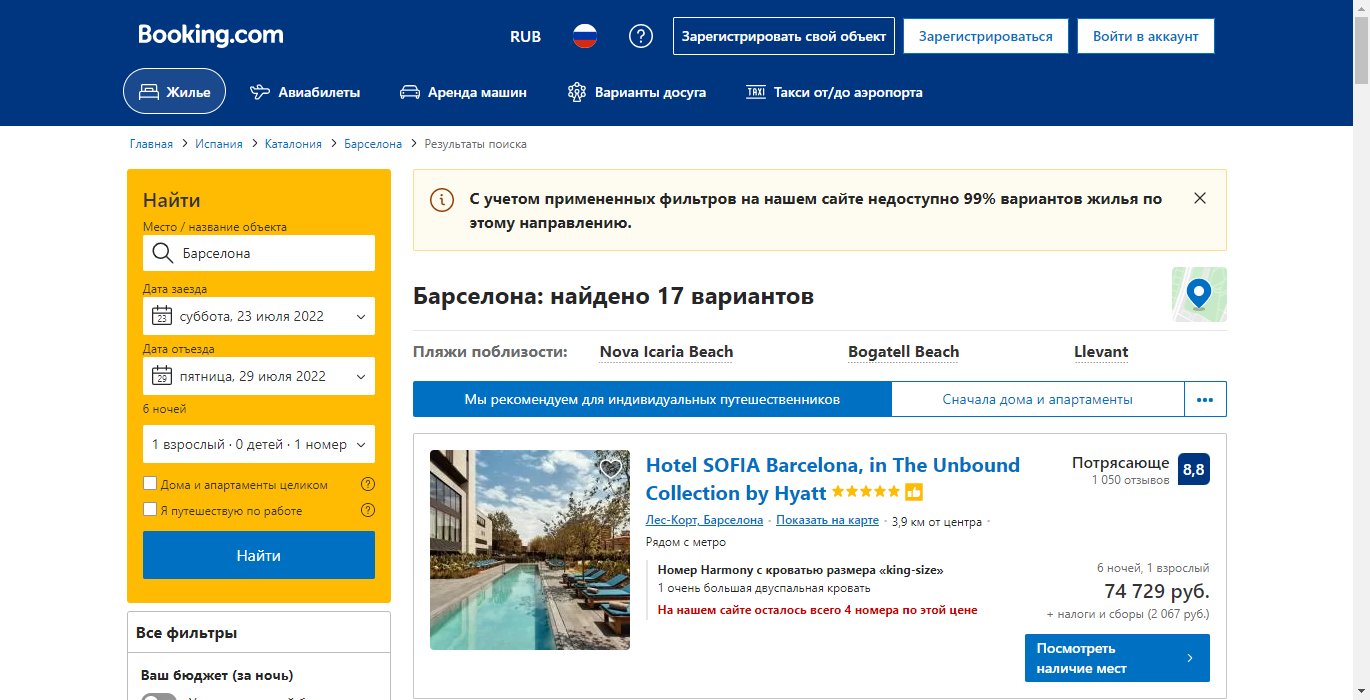 Booking.com
RUB
Зарегистрировать свой объект
Зарегистрироваться
Войти в аккаунт
Жилье
Авиабилеты
Аренда машин
Варианты досуга
TAXI
Такси от/до аэропорта
Главная
Испания
Каталония
Барселона
Результаты поиска
Найти
Место / название объекта
Барселона
Дата заезда
23
суббота, 23 июля 2022
Дата отъезда
29
пятница, 29 июля 2022
6 ночей
1 взрослый · 0 детей · 1 номер
Дома и апартаменты целиком
Я путешествую по работе
Найти
Все фильтры
Ваш бюджет (за ночь)
С учетом примененных фильтров на нашем сайте недоступно 99% вариантов жилья по
этому направлению.
Барселона: найдено 17 вариантов
Пляжи поблизости:
Nova Icaria Beach
Bogatell Beach
Llevant
Мы рекомендуем для индивидуальных путешественников
Сначала дома и апартаменты
Hotel SOFIA Barcelona, in The Unbound
Collection by Hyatt
Лес-Корт, Барселона · Показать на карте · 3,9 км от центра ·
Рядом с метро
Номер Harmony с кроватью размера «king-size»
1 очень большая двуспальная кровать
На нашем сайте осталось всего 4 номера по этой цене
Потрясающе
1 050 отзывов
8,8
6 ночей, 1 взрослый
74 729 руб.
+ налоги и сборы (2 067 руб.)
Посмотреть
наличие мест